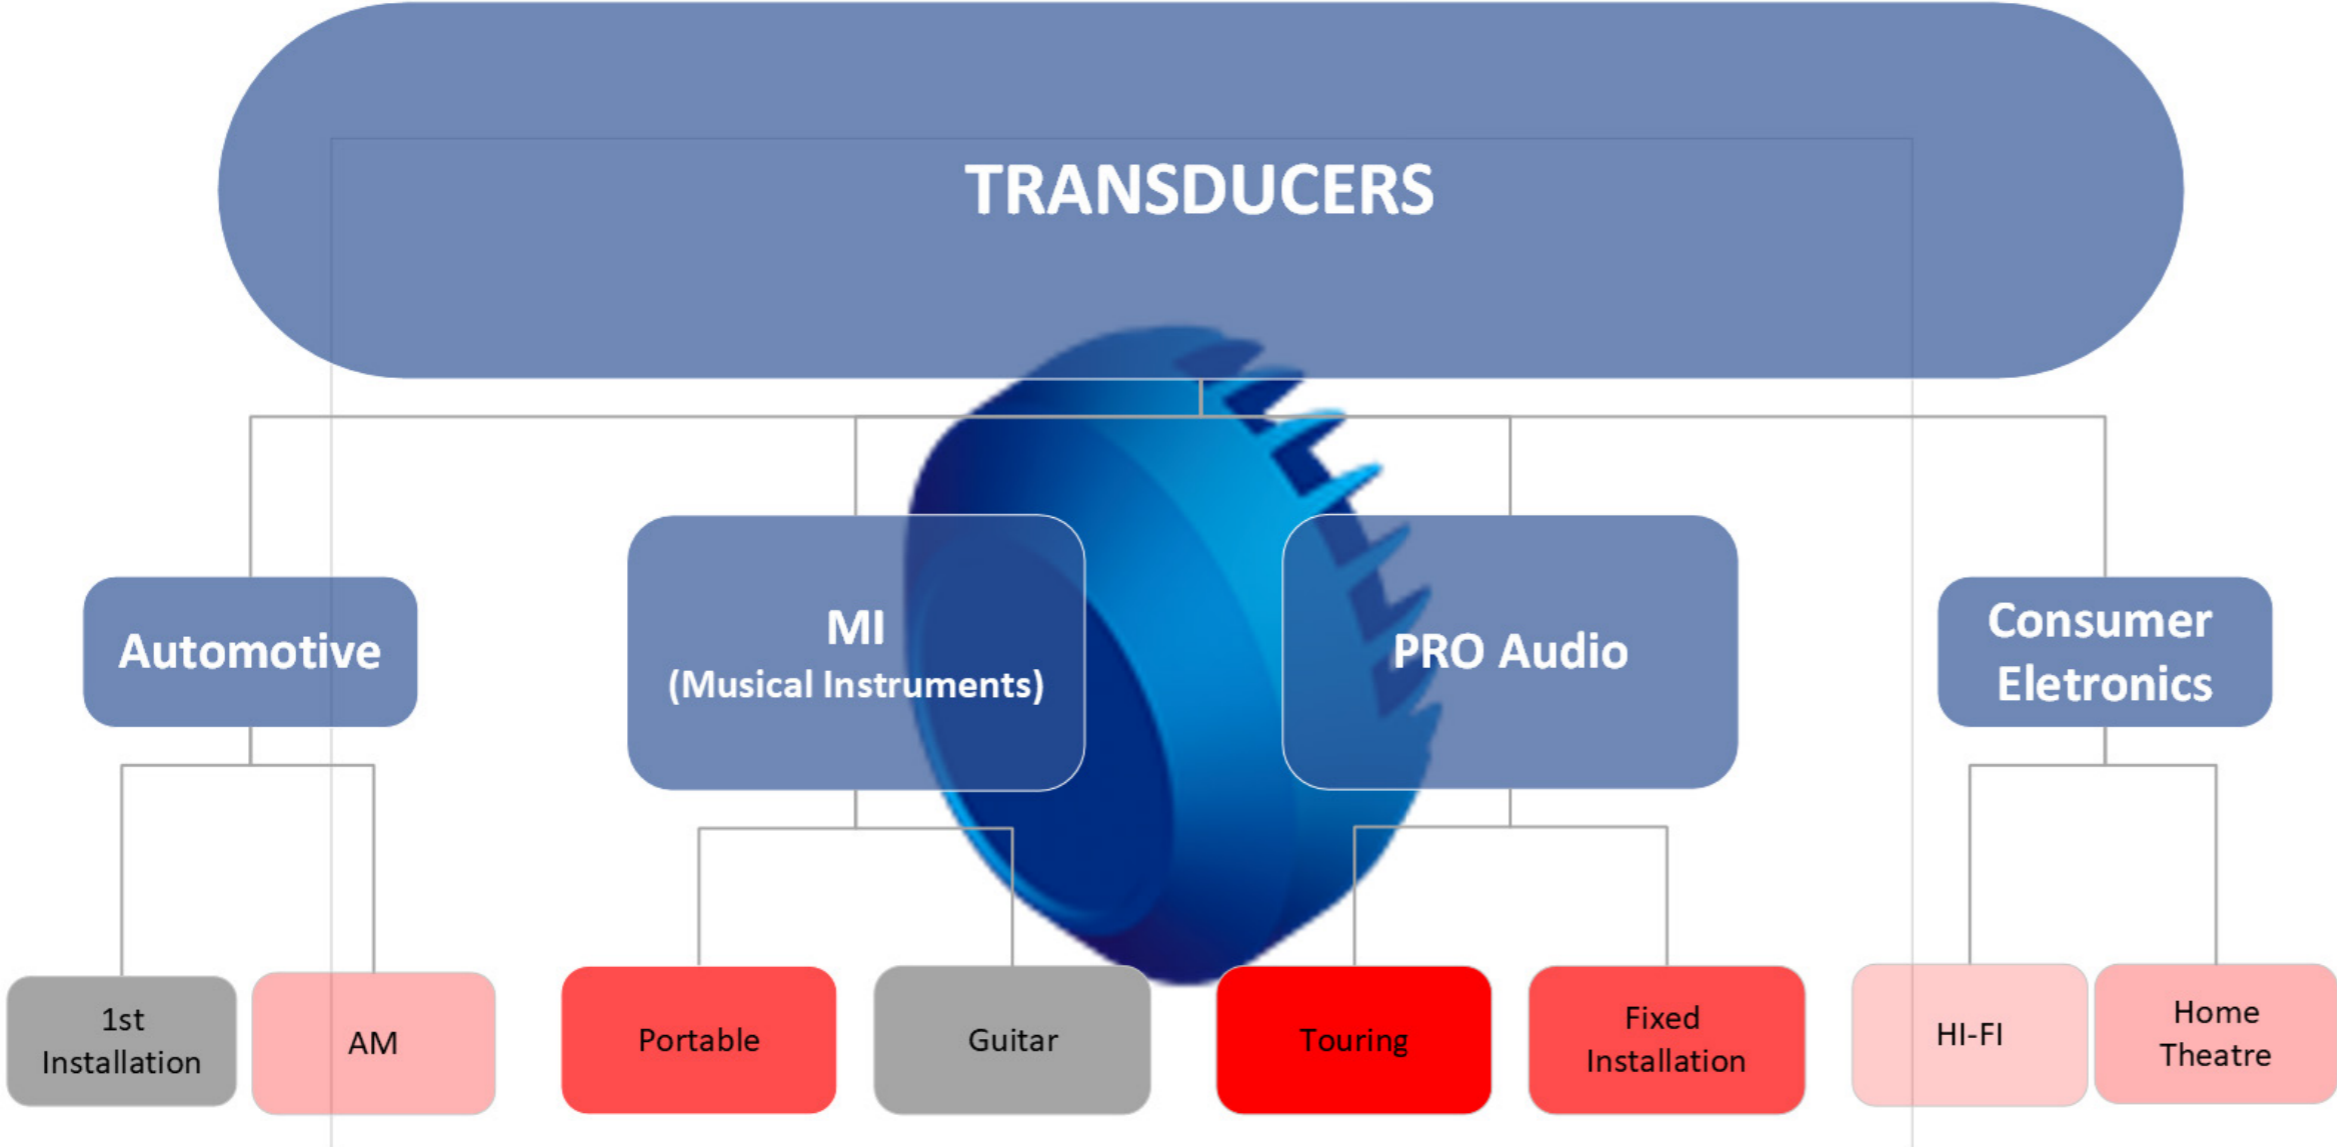 TRANSDUCERS
Automotive
MI
(Musical Instruments)
PRO Audio
Consumer
Eletronics
1st
Installation
AM
Portable
Guitar
Touring
Fixed
Installation
HI-FI
Home
Theatre